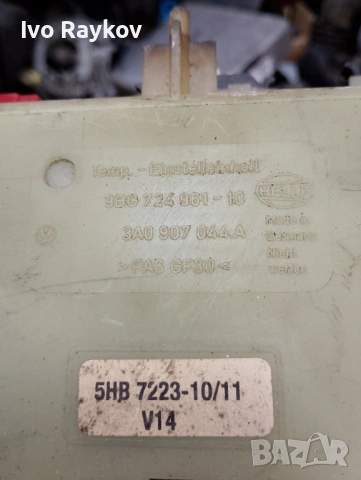 Ivo Raykov
Temp. - Einstelleinheit
9BG 724 961 - 10
HELLA
3A0 907 044 A
Made in
Germany
Nicht
>PA6 GF30<
5HB 7223-10/11
V14
BAZAR